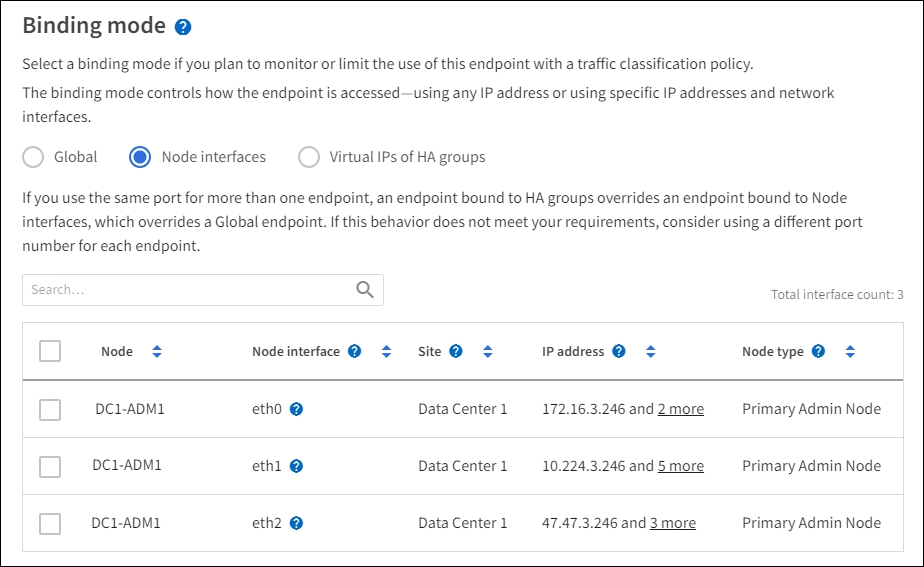 Binding mode ?
Select a binding mode if you plan to monitor or limit the use of this endpoint with a traffic classification policy.
The binding mode controls how the endpoint is accessed—using any IP address or using specific IP addresses and network
interfaces.
Global Node interfaces Virtual IPs of HA groups
If you use the same port for more than one endpoint, an endpoint bound to HA groups overrides an endpoint bound to Node
interfaces, which overrides a Global endpoint. If this behavior does not meet your requirements, consider using a different port
number for each endpoint.
Search...
Total interface count: 3
Node Node interface ? Site ? IP address ? Node type ?
DC1-ADM1 eth0 ? Data Center 1 172.16.3.246 and 2 more Primary Admin Node
DC1-ADM1 eth1 ? Data Center 1 10.224.3.246 and 5 more Primary Admin Node
DC1-ADM1 eth2 ? Data Center 1 47.47.3.246 and 3 more Primary Admin Node